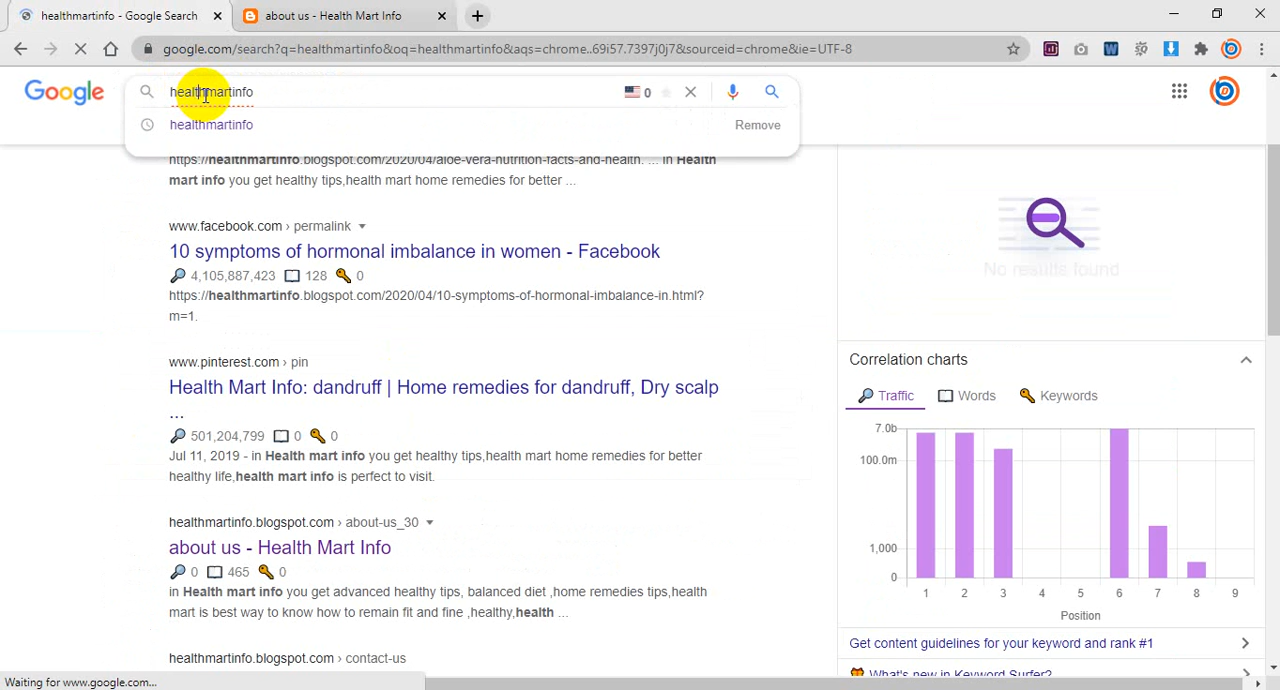 healthmartinfo - Google Search
about us - Health Mart Info
google.com/search?q=healthmartinfo&oq=healthmartinfo&aqs=chrome..69i57.7397j0j7&sourceid=chrome&ie=UTF-8
Google
healthmartinfo
0
healthmartinfo
Remove
https://healthmartinfo.blogspot.com/2020/04/aloe-vera-nutrition-facts-and-health. ... in Health
mart info you get healthy tips,health mart home remedies for better ...
www.facebook.com › permalink
10 symptoms of hormonal imbalance in women - Facebook
4,105,887,423 128 0
https://healthmartinfo.blogspot.com/2020/04/10-symptoms-of-hormonal-imbalance-in.html?
m=1.
www.pinterest.com › pin
Health Mart Info: dandruff | Home remedies for dandruff, Dry scalp
...
501,204,799 0 0
Jul 11, 2019 - in Health mart info you get healthy tips,health mart home remedies for better
healthy life,health mart info is perfect to visit.
healthmartinfo.blogspot.com › about-us_30
about us - Health Mart Info
0 465 0
in Health mart info you get advanced healthy tips, balanced diet ,home remedies tips,health
mart is best way to know how to remain fit and fine ,healthy,health ...
healthmartinfo.blogspot.com › contact-us
No results found
Correlation charts
Traffic Words Keywords
7.0b
100.0m
1,000
0
1 2 3 4 5 6 7 8 9
Position
Get content guidelines for your keyword and rank #1
What's new in Keyword Surfer?
Waiting for www.google.com...